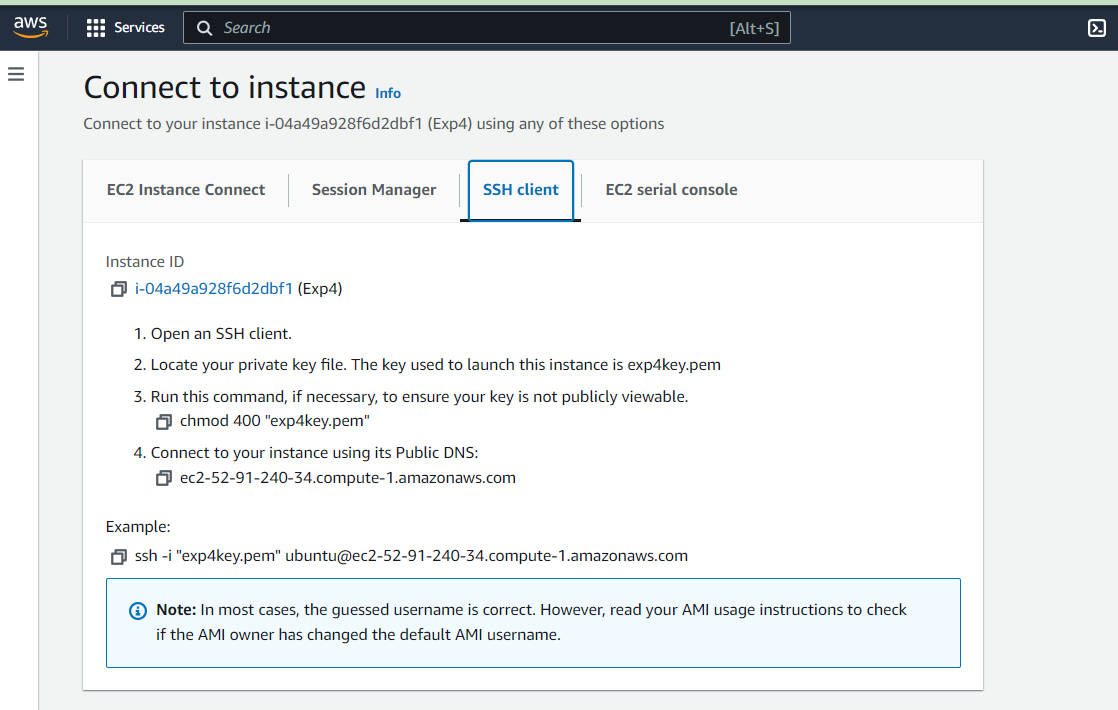 aws
Services
Search
[Alt+S]
Connect to instance Info
Connect to your instance i-04a49a928f6d2dbf1 (Exp4) using any of these options
EC2 Instance Connect
Session Manager
SSH client
EC2 serial console
Instance ID
i-04a49a928f6d2dbf1 (Exp4)
1. Open an SSH client.
2. Locate your private key file. The key used to launch this instance is exp4key.pem
3. Run this command, if necessary, to ensure your key is not publicly viewable.
chmod 400 "exp4key.pem"
4. Connect to your instance using its Public DNS:
ec2-52-91-240-34.compute-1.amazonaws.com
Example:
ssh -i "exp4key.pem" ubuntu@ec2-52-91-240-34.compute-1.amazonaws.com
Note: In most cases, the guessed username is correct. However, read your AMI usage instructions to check
if the AMI owner has changed the default AMI username.